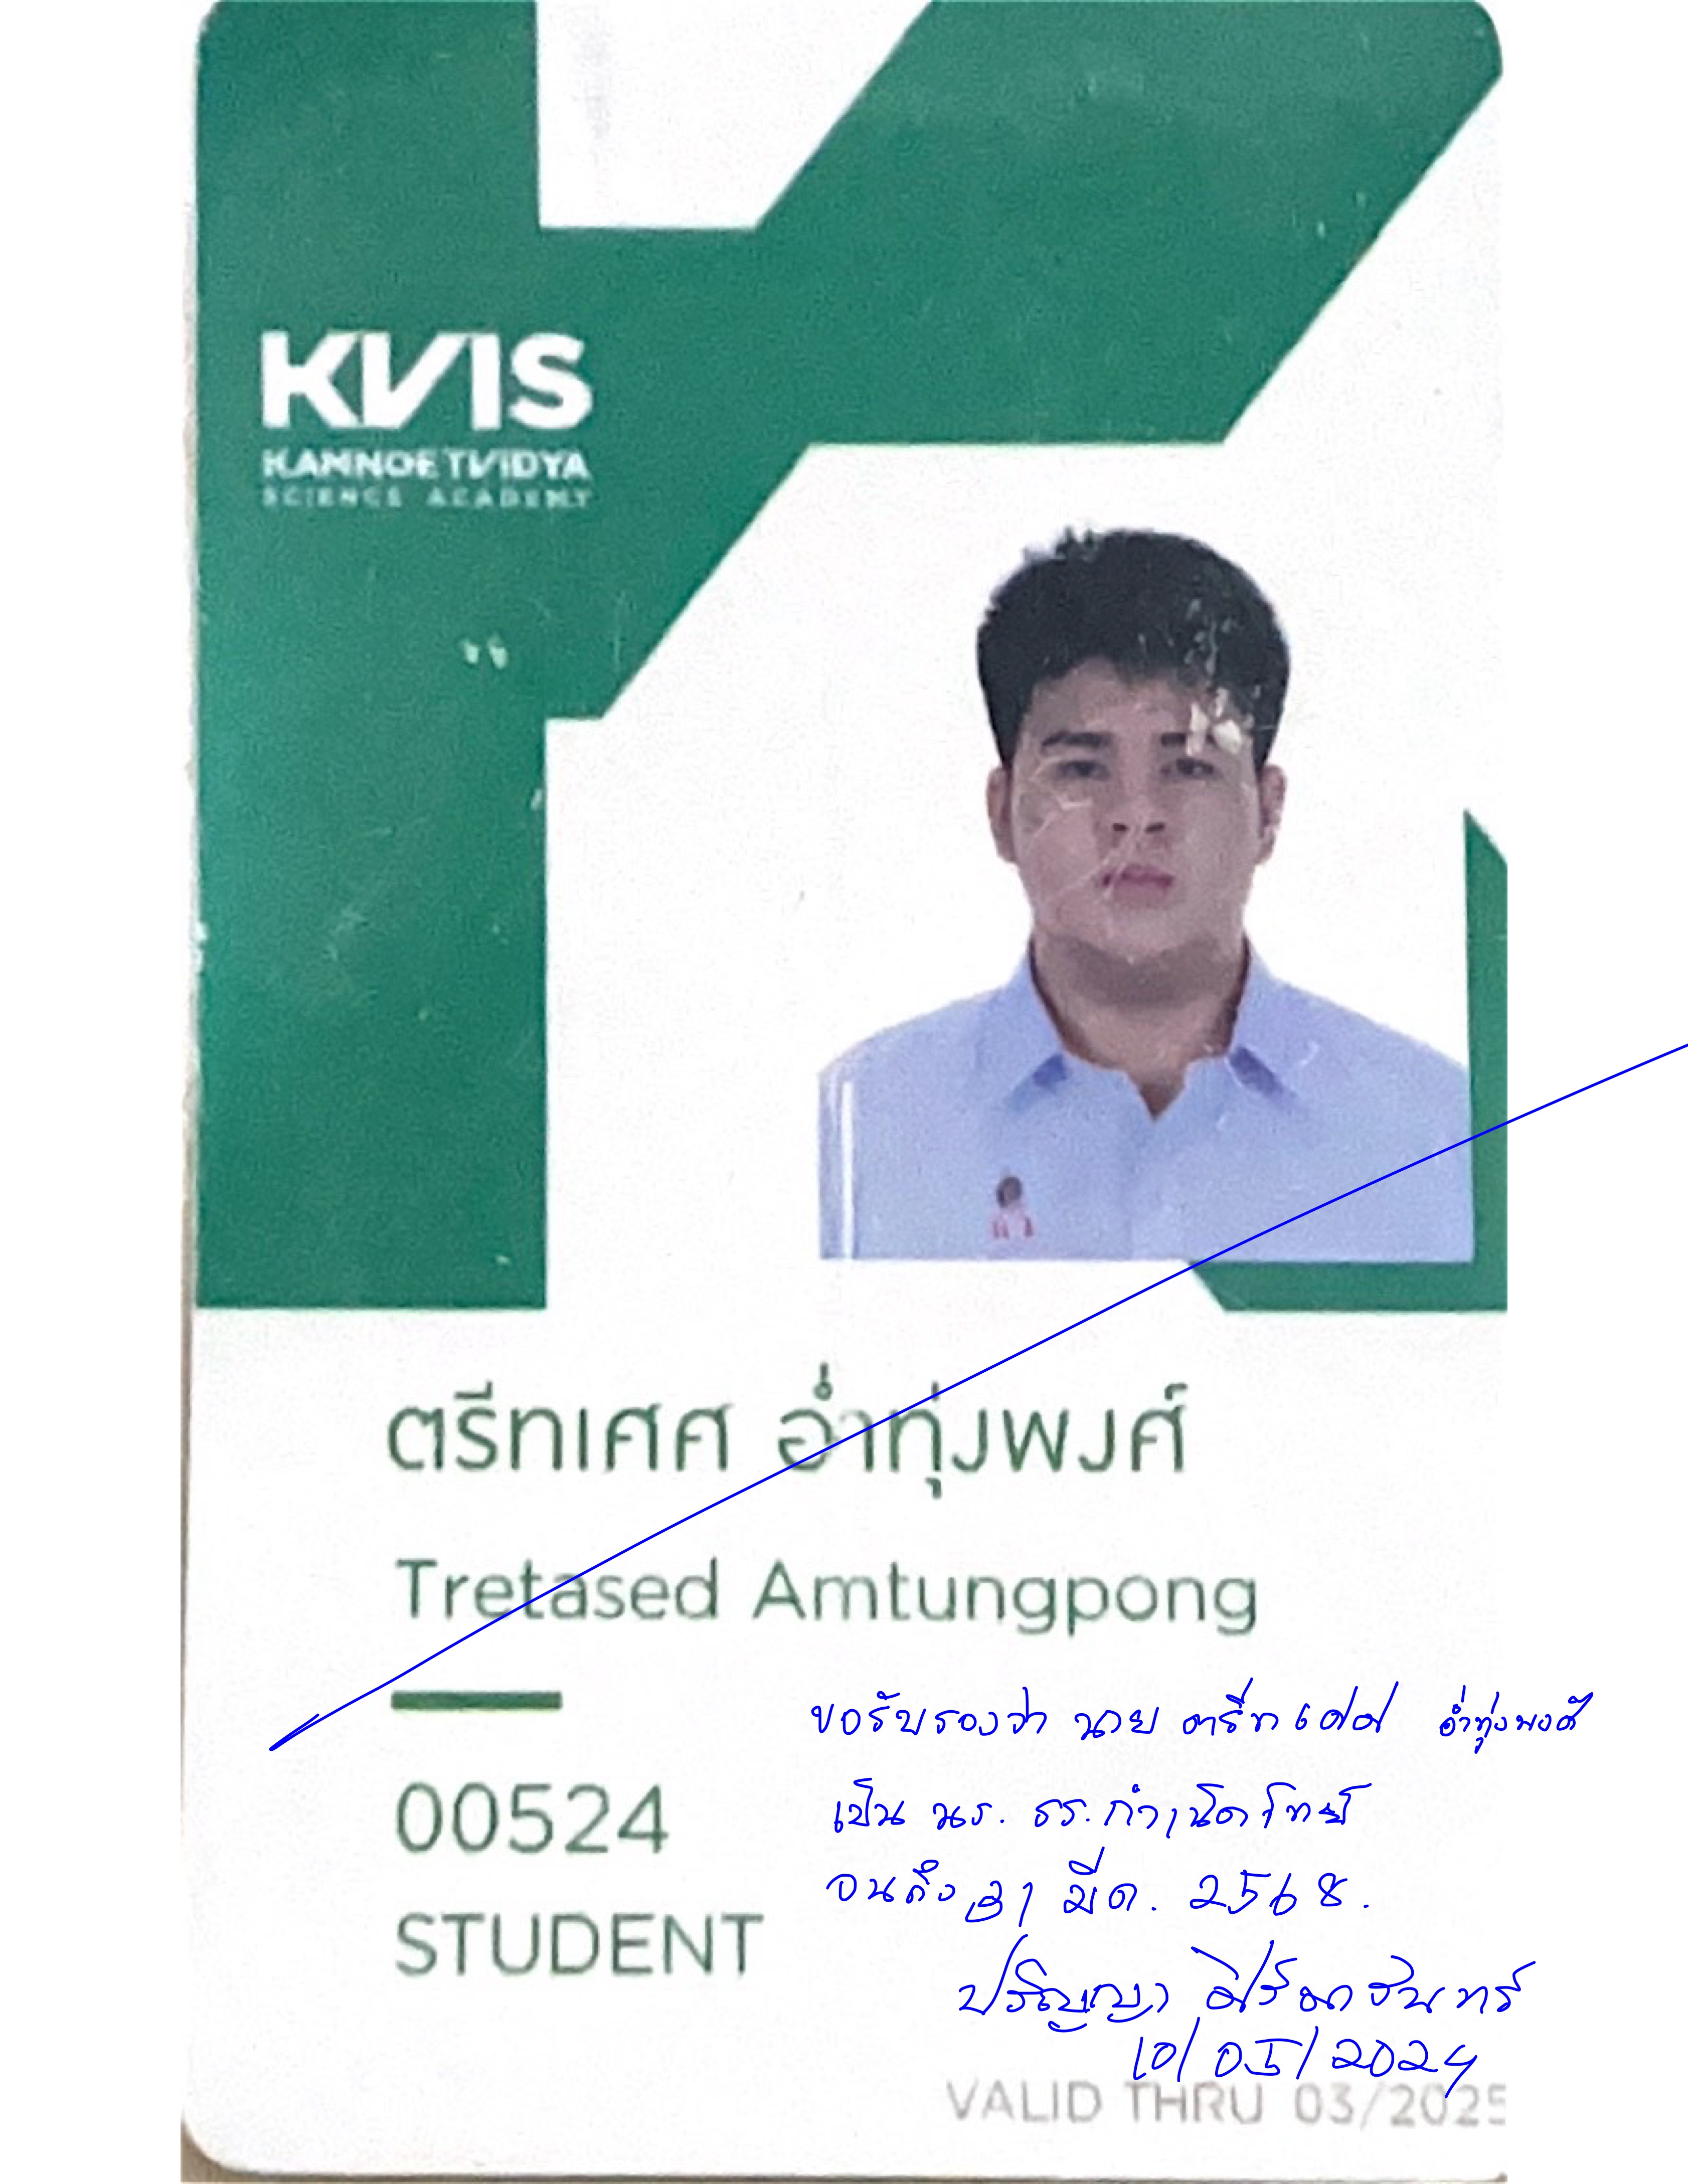 KVIS
KAMNOETVIDYA
SCIENCE ACADEMY
ตรีทเศศ อ่ำทุ่งพงศ์
Tretased Amtungpong
00524
STUDENT
ขอรับรองว่า นาย ตรีทเศศ อ่ำทุ่งพงศ์
เป็น นร. รร. กำเนิดวิทย์
จนถึง 31 มีค. 2568.
ปริญญา
10/05/2024
VALID THRU 03/2025